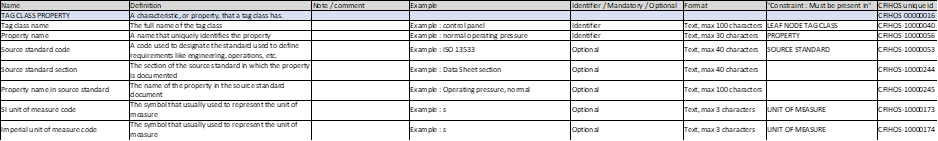 Name Definition Note / comment Example Identifier / Mandatory / Optional Format "Constraint : Must be present in" CFIHOS unique id
TAG CLASS PROPERTY A characteristic, or property, that a tag class has. CFIHOS-00000016
Tag class name The full name of the tag class Example : control panel Identifier Text, max 100 characters LEAF NODE TAG CLASS CFIHOS-10000040
Property name A name that uniquely identifies the property Example : normal operating pressure Identifier Text, max 30 characters PROPERTY CFIHOS-10000056
Source standard code A code used to designate the standard used to define Example : ISO 13533 Optional Text, max 40 characters SOURCE STANDARD CFIHOS-10000053
requirements like engineering, operations, etc.
Source standard section The section of the source standard in which the property Example : Data Sheet section Optional Text, max 40 characters CFIHOS-10000244
is documented
Property name in source standard The name of the property in the source standard Example : Operating pressure, normal Optional Text, max 100 characters CFIHOS-10000245
document
SI unit of measure code The symbol that usually used to represent the unit of Example : s Optional Text, max 3 characters UNIT OF MEASURE CFIHOS-10000173
measure
Imperial unit of measure code The symbol that usually used to represent the unit of Example : s Optional Text, max 3 characters UNIT OF MEASURE CFIHOS-10000174
measure